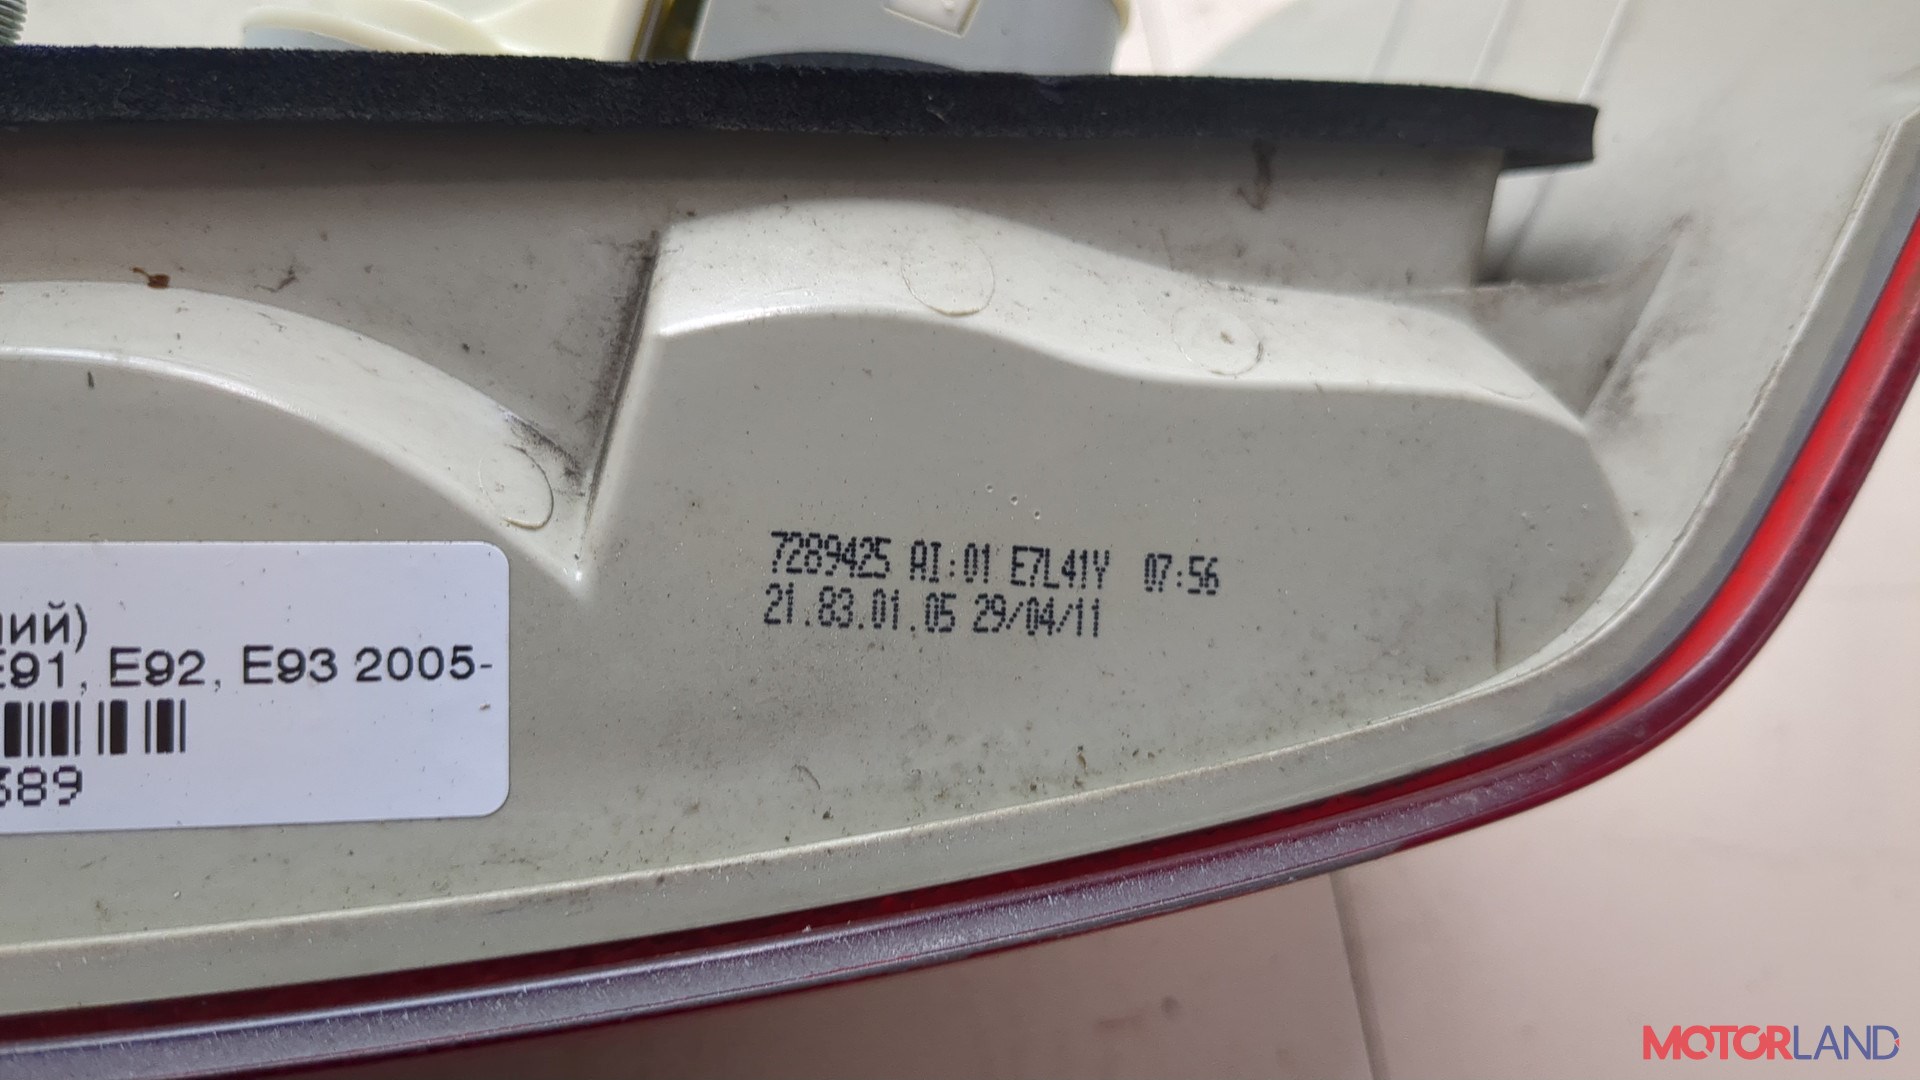 7289425 AI:01 E7L41Y 07:56
21.83.01.05 29/04/11
ний)
E91, E92, E93 2005-
389
MOTORLAND